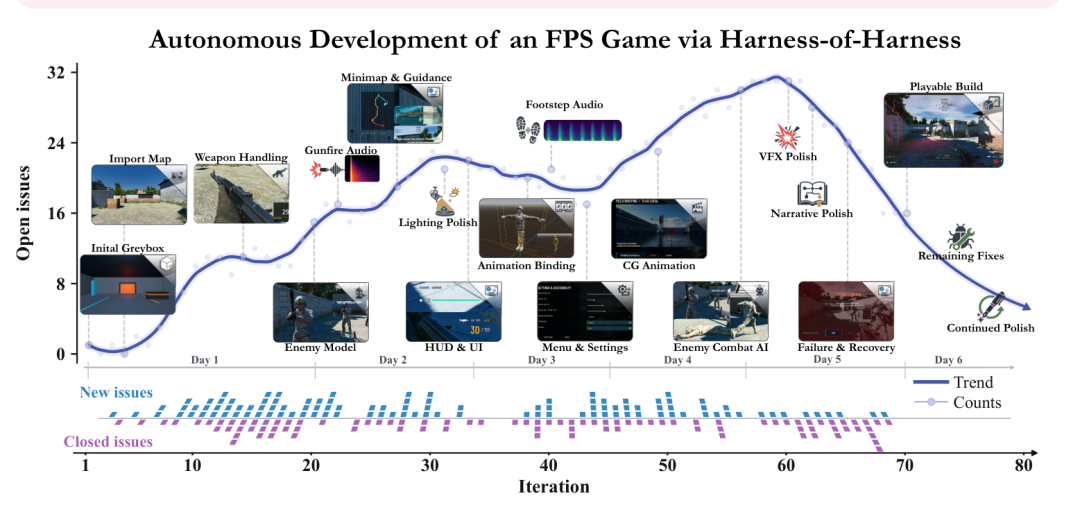 Autonomous Development of an FPS Game via Harness-of-Harness
Open issues
32
24
16
8
0
Inital Greybox
Import Map
Weapon Handling
Gunfire Audio
Minimap & Guidance
Lighting Polish
Footstep Audio
Animation Binding
CG Animation
Enemy Model
HUD & UI
30
Menu & Settings
Enemy Combat AI
Failure & Recovery
VFX Polish
Narrative Polish
Playable Build
Remaining Fixes
Continued Polish
Day 1
Day 2
Day 3
Day 4
Day 5
Day 6
New issues
Closed issues
Trend
Counts
1
10
20
30
40
50
60
70
80
Iteration